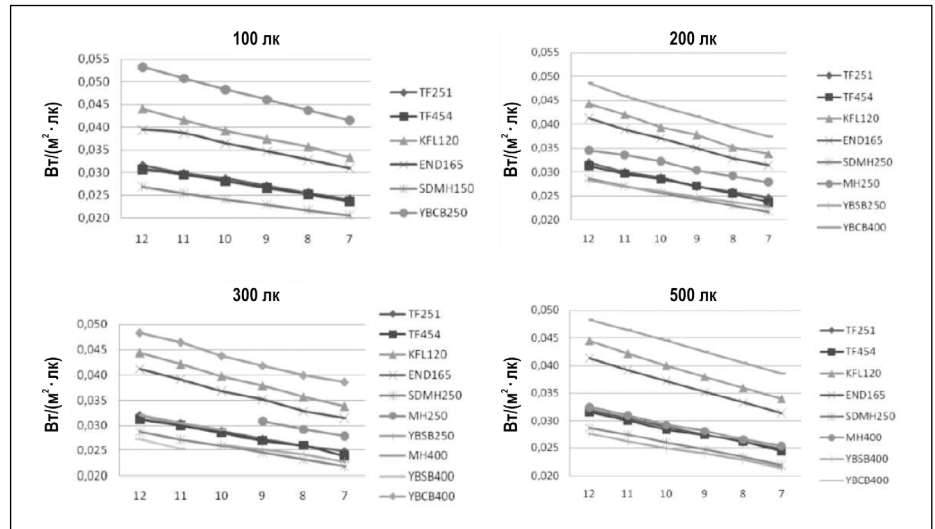 100 лк
Вт/(м²·лк)
0,055
0,050
0,045
0,040
0,035
0,030
0,025
0,020
12 11 10 9 8 7
TF251
TF454
KFL120
END165
SDMH150
YBCB250
200 лк
Вт/(м²·лк)
0,055
0,050
0,045
0,040
0,035
0,030
0,025
0,020
12 11 10 9 8 7
TF251
TF454
KFL120
END165
SDMH250
MH250
YBSB250
YBCB400
300 лк
Вт/(м²·лк)
0,050
0,045
0,040
0,035
0,030
0,025
0,020
12 11 10 9 8 7
TF251
TF454
KFL120
END165
SDMH250
MH250
YBSB250
MH400
YBSB400
YBCB400
500 лк
Вт/(м²·лк)
0,050
0,045
0,040
0,035
0,030
0,025
0,020
12 11 10 9 8 7
TF251
TF454
KFL120
END165
SDMH250
MH400
YBSB400
YBCB400